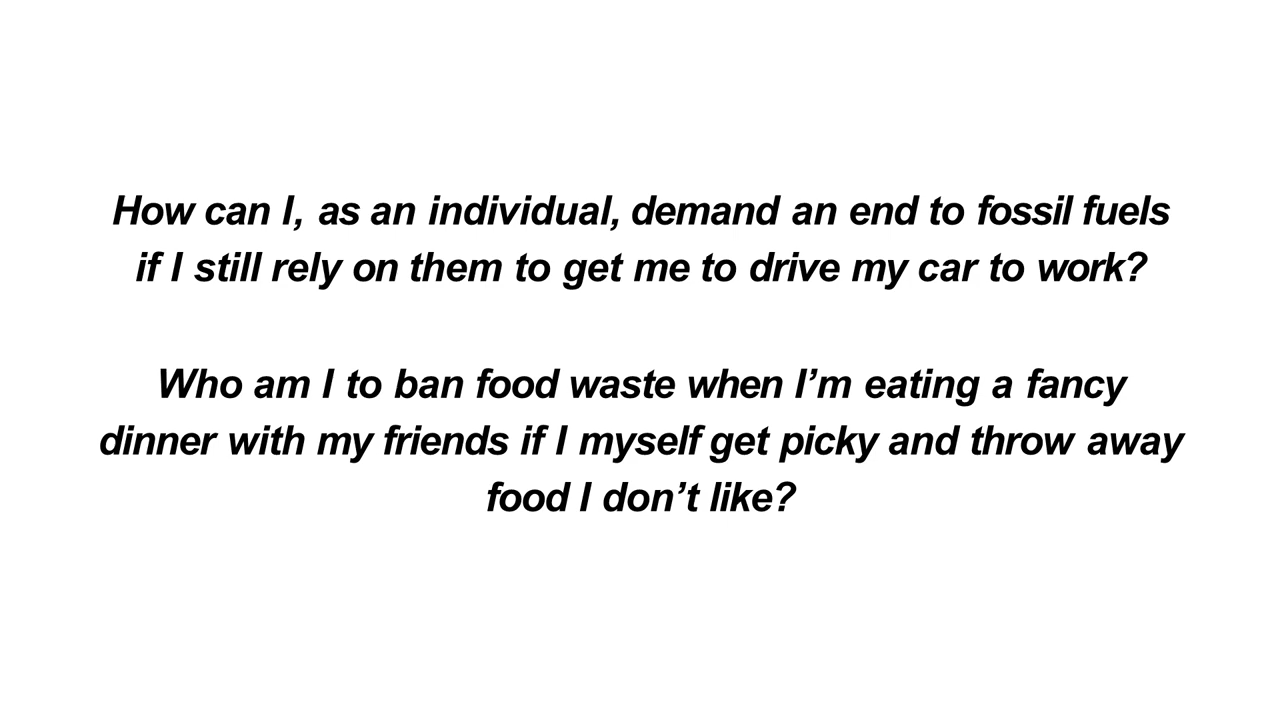 How can I, as an individual, demand an end to fossil fuels
if I still rely on them to get me to drive my car to work?
Who am I to ban food waste when I’m eating a fancy
dinner with my friends if I myself get picky and throw away
food I don’t like?